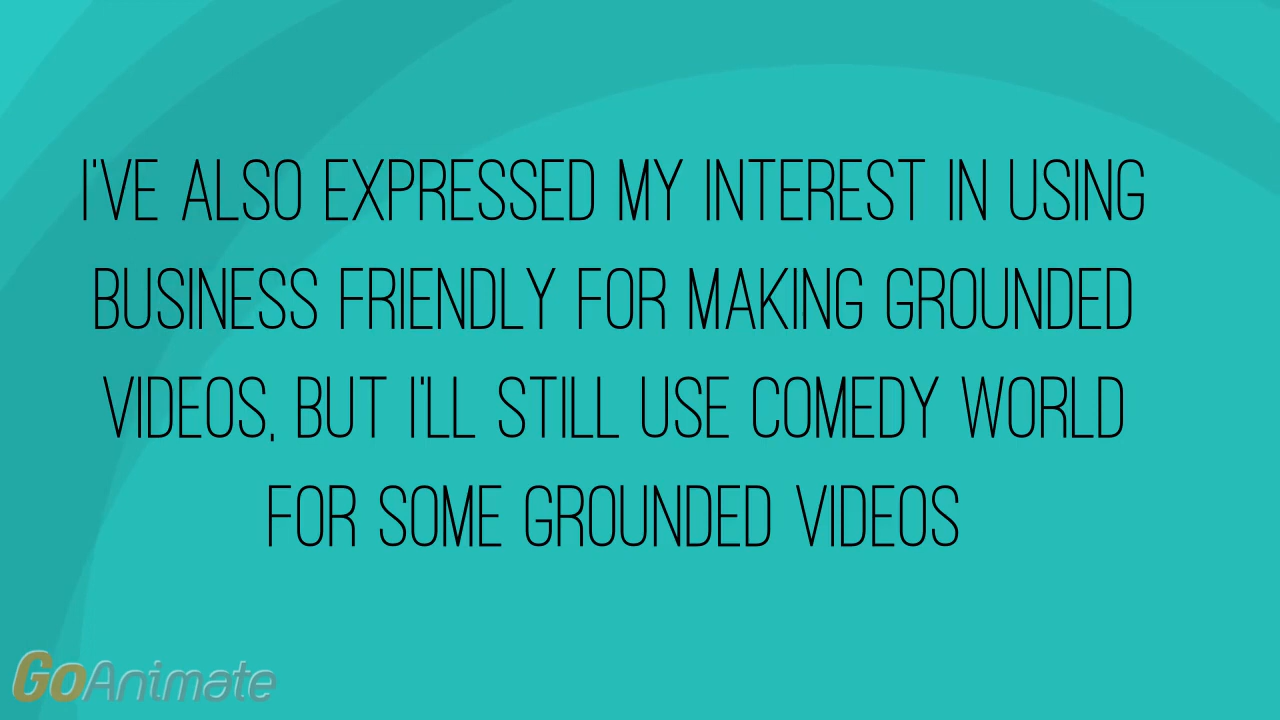 I'VE ALSO EXPRESSED MY INTEREST IN USING
BUSINESS FRIENDLY FOR MAKING GROUNDED
VIDEOS, BUT I'LL STILL USE COMEDY WORLD
FOR SOME GROUNDED VIDEOS
GoAnimate